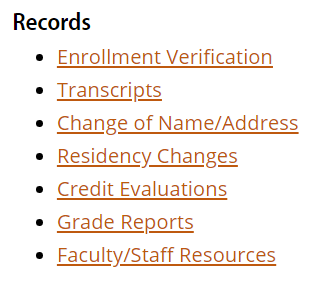 Records
Enrollment Verification
Transcripts
Change of Name/Address
Residency Changes
Credit Evaluations
Grade Reports
Faculty/Staff Resources